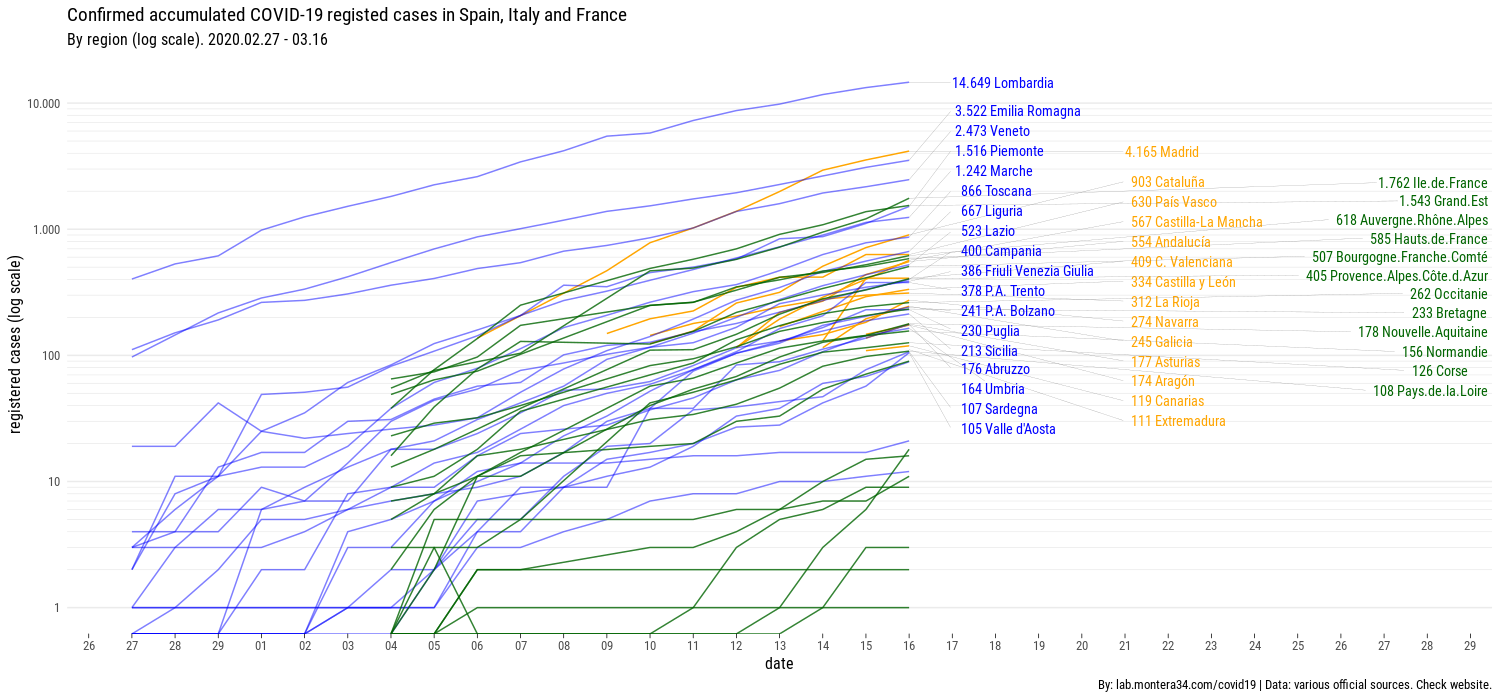 Confirmed accumulated COVID-19 registed cases in Spain, Italy and France
By region (log scale). 2020.02.27 - 03.16
registered cases (log scale)
10.000
1.000
100
10
1
14.649 Lombardia
3.522 Emilia Romagna
2.473 Veneto
1.516 Piemonte
1.242 Marche
866 Toscana
667 Liguria
523 Lazio
400 Campania
386 Friuli Venezia Giulia
378 P.A. Trento
241 P.A. Bolzano
230 Puglia
213 Sicilia
176 Abruzzo
164 Umbria
107 Sardegna
105 Valle d'Aosta
4.165 Madrid
903 Cataluña
630 País Vasco
567 Castilla-La Mancha
554 Andalucía
409 C. Valenciana
334 Castilla y León
312 La Rioja
274 Navarra
245 Galicia
177 Asturias
174 Aragón
119 Canarias
111 Extremadura
1.762 Ile.de.France
1.543 Grand.Est
618 Auvergne.Rhône.Alpes
585 Hauts.de.France
507 Bourgogne.Franche.Comté
405 Provence.Alpes.Côte.d.Azur
262 Occitanie
233 Bretagne
178 Nouvelle.Aquitaine
156 Normandie
126 Corse
108 Pays.de.la.Loire
26 27 28 29 01 02 03 04 05 06 07 08 09 10 11 12 13 14 15 16 17 18 19 20 21 22 23 24 25 26 27 28 29
date
By: lab.montera34.com/covid19 | Data: various official sources. Check website.